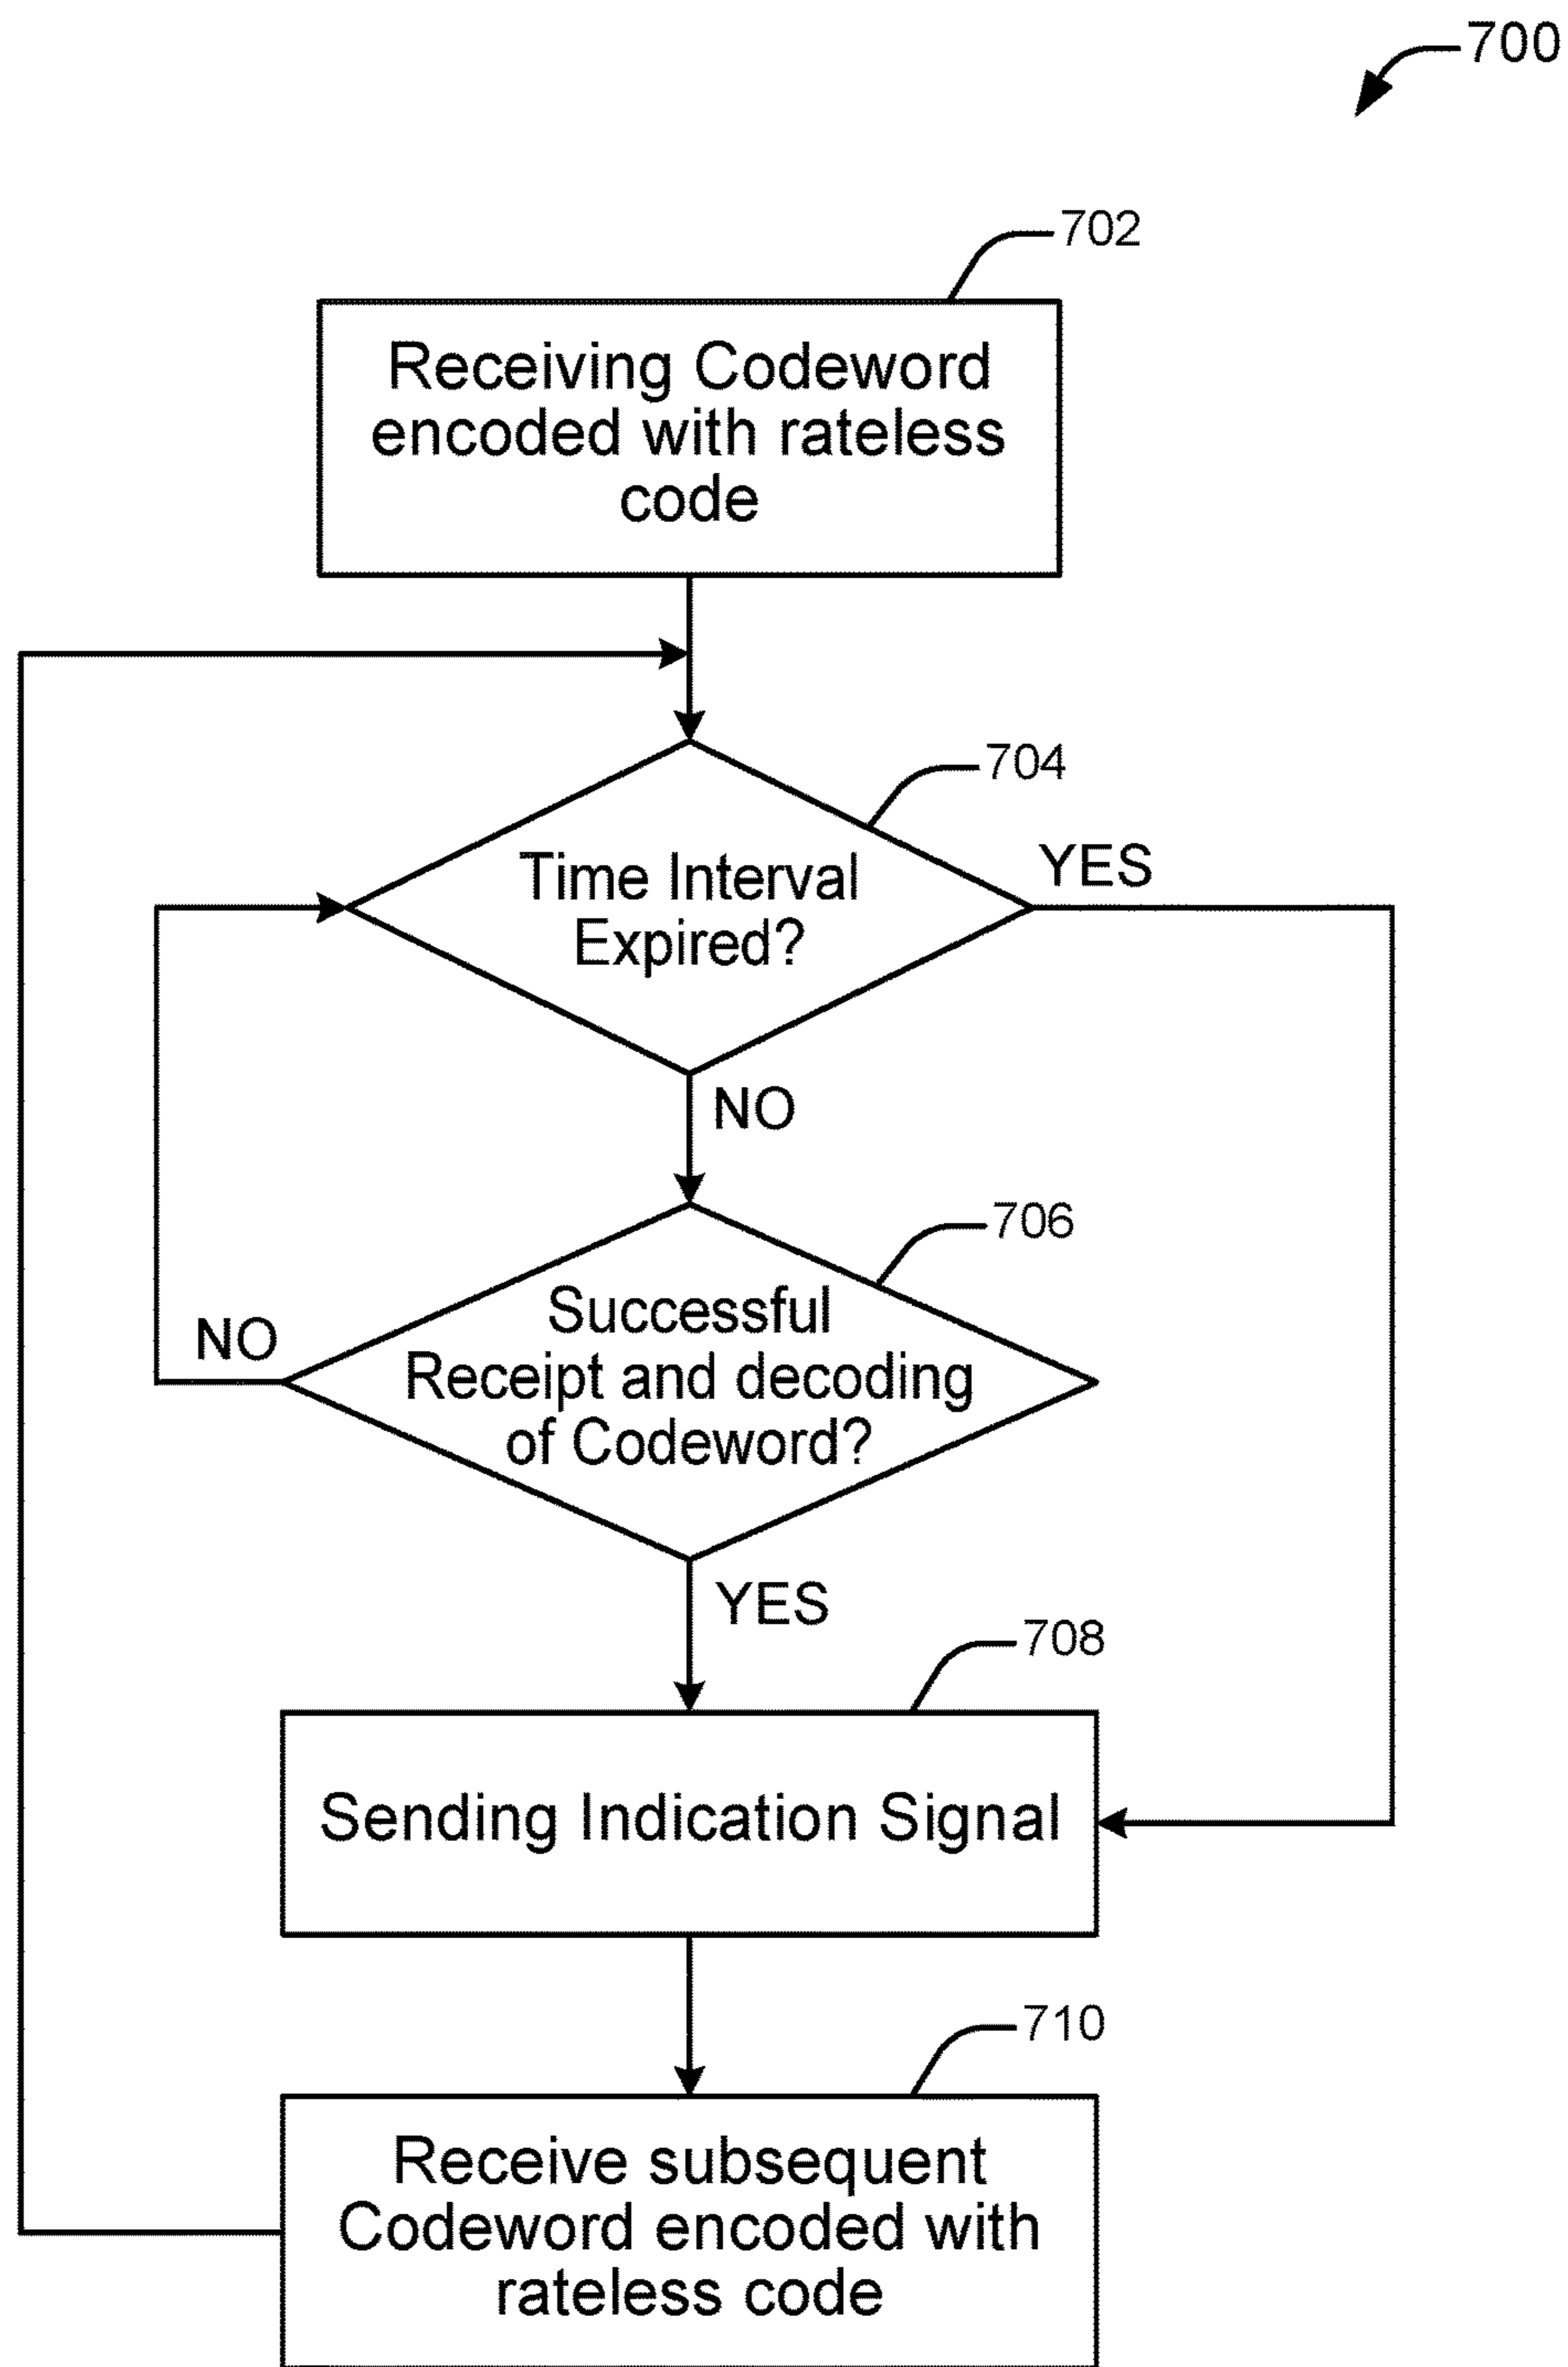 700
702
Receiving Codeword
encoded with rateless
code
704
Time Interval
Expired?
YES
NO
706
Successful
Receipt and decoding
of Codeword?
NO
YES
708
Sending Indication Signal
710
Receive subsequent
Codeword encoded with
rateless code